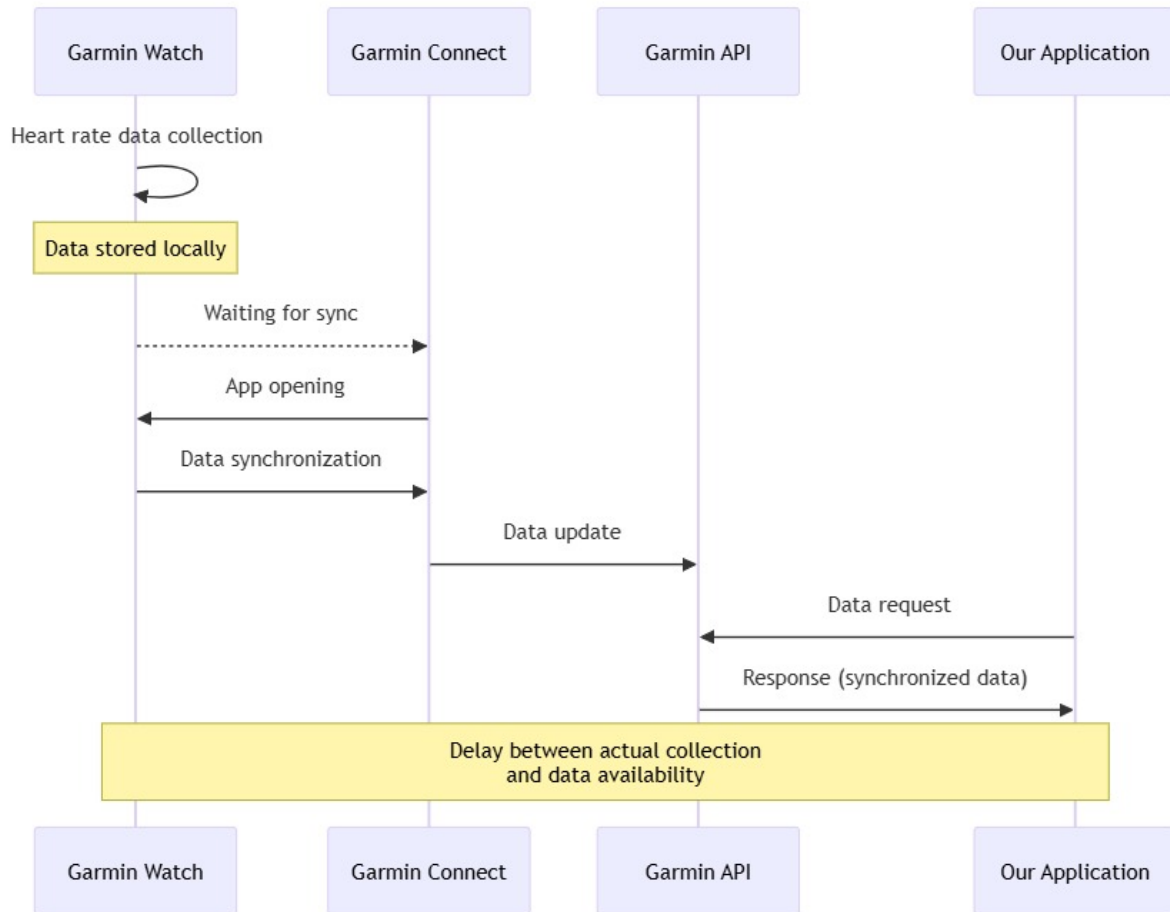 Garmin Watch
Garmin Connect
Garmin API
Our Application
Heart rate data collection
Data stored locally
Waiting for sync
App opening
Data synchronization
Data update
Data request
Response (synchronized data)
Delay between actual collection
and data availability
Garmin Watch
Garmin Connect
Garmin API
Our Application